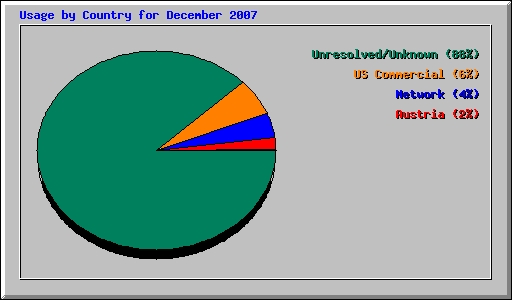 Usage by Country for December 2007
Unresolved/Unknown (88%)
US Commercial (6%)
Network (4%)
Austria (2%)